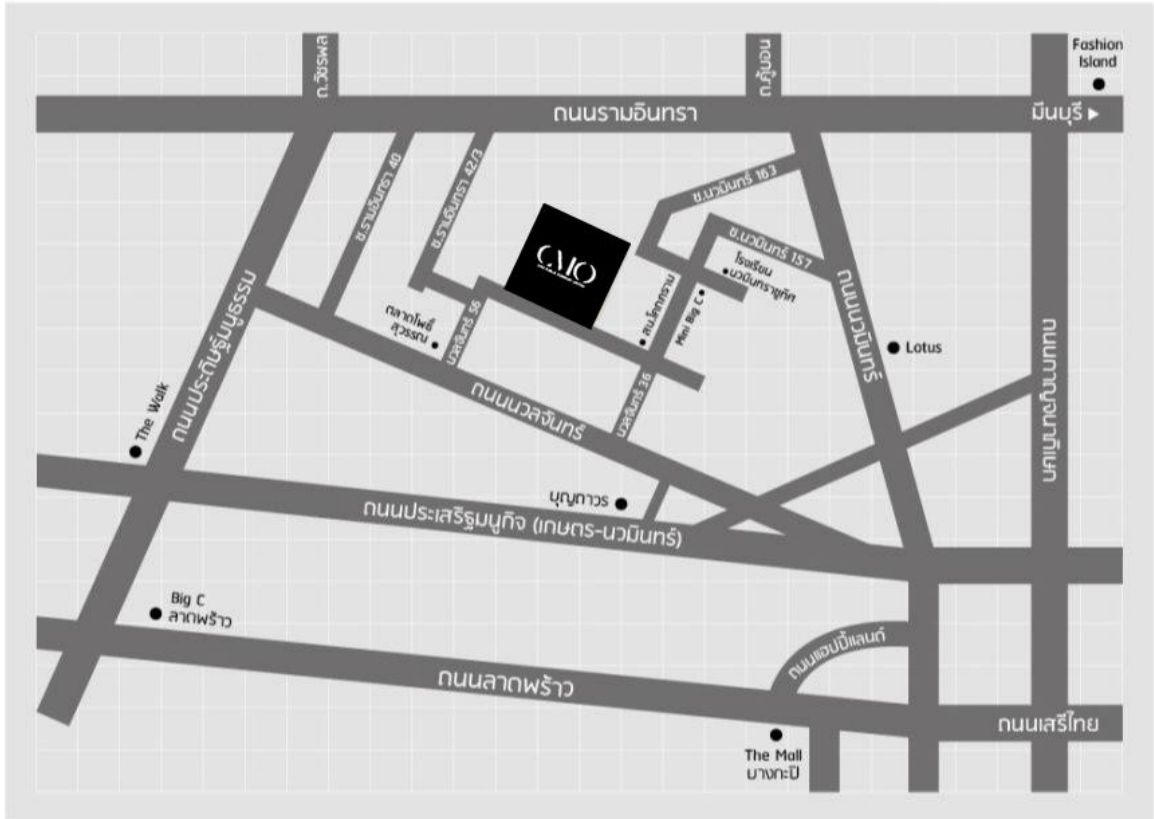 ถ.วัชรพล
ถ.คู้บอน
Fashion
Island
ถนนรามอินทรา
มีนบุรี
ซ.รามอินทรา 40
ซ.รามอินทรา 42/3
ซ.นวมินทร์ 163
ซ.นวมินทร์ 157
CMO
โรงเรียน
นวมินทราชูทิศ
สน.โคกคราม
Mini Big C
ตลาดโพธิ์
สุวรรณ
นวลจันทร์ 56
นวลจันทร์ 36
ถนนประดิษฐ์มนูธรรม
ถนนนวมินทร์
Lotus
ถนนกาญจนาภิเษก
ถนนนวลจันทร์
The Walk
บุญถาวร
ถนนประเสริฐมนูกิจ (เกษตร-นวมินทร์)
Big C
ลาดพร้าว
ถนนแฮปปี้แลนด์
ถนนลาดพร้าว
ถนนเสรีไทย
The Mall
บางกะปิ